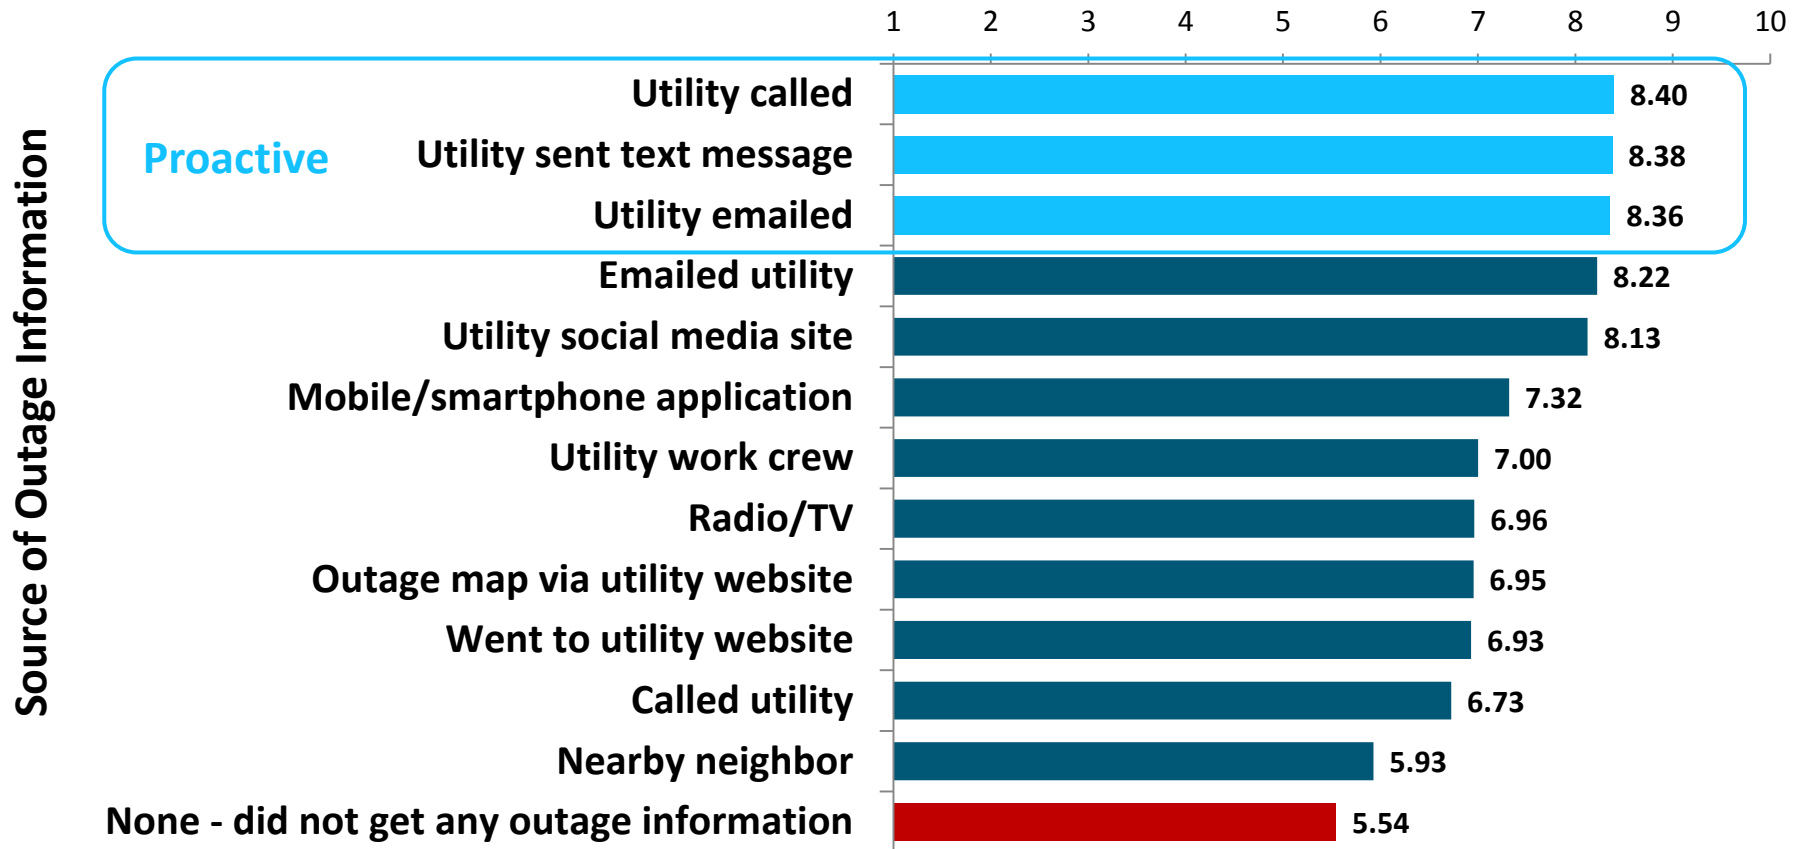 1 2 3 4 5 6 7 8 9 10
Source of Outage Information
Proactive
Utility called 8.40
Utility sent text message 8.38
Utility emailed 8.36
Emailed utility 8.22
Utility social media site 8.13
Mobile/smartphone application 7.32
Utility work crew 7.00
Radio/TV 6.96
Outage map via utility website 6.95
Went to utility website 6.93
Called utility 6.73
Nearby neighbor 5.93
None - did not get any outage information 5.54